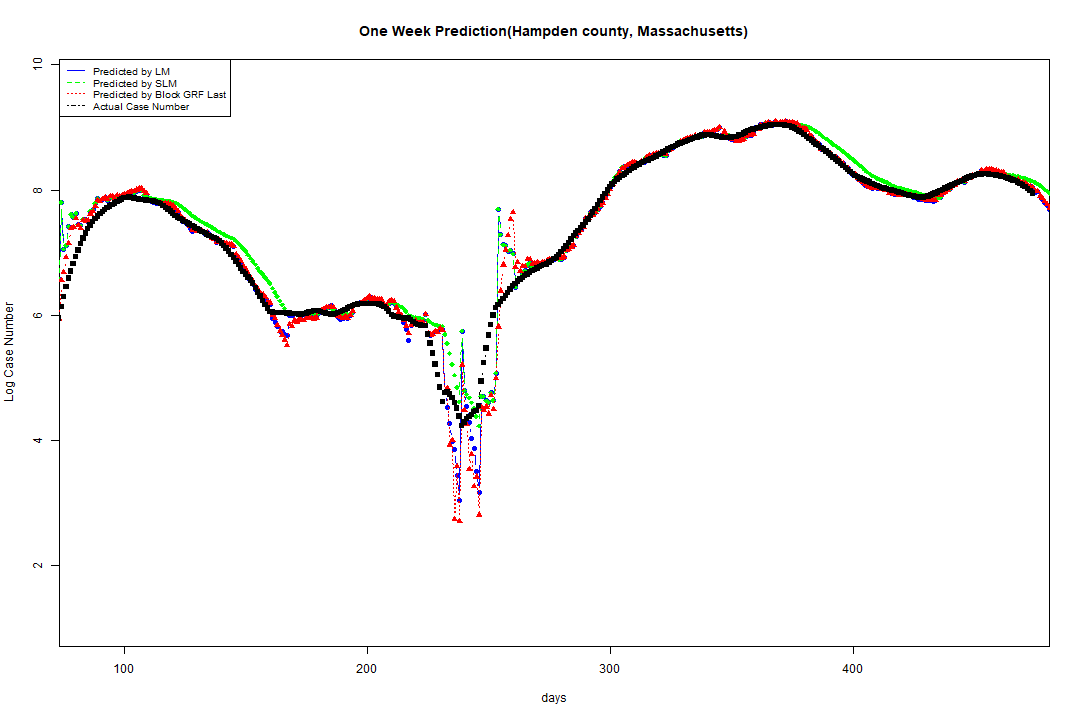 One Week Prediction(Hampden county, Massachusetts)
Predicted by LM
Predicted by SLM
Predicted by Block GRF Last
Actual Case Number
Log Case Number
10
8
6
4
2
100
200
300
400
days